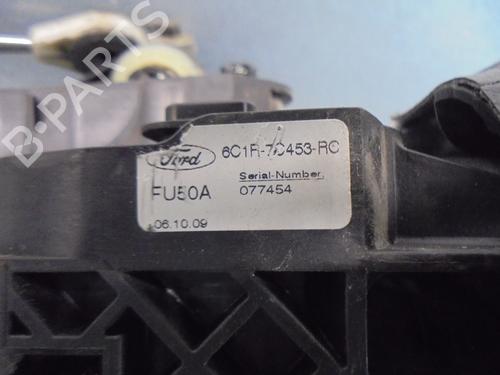 B-PARTS
Ford
6C1R-7C453-RC
FU50A
Serial-Number.
077454
06.10.09